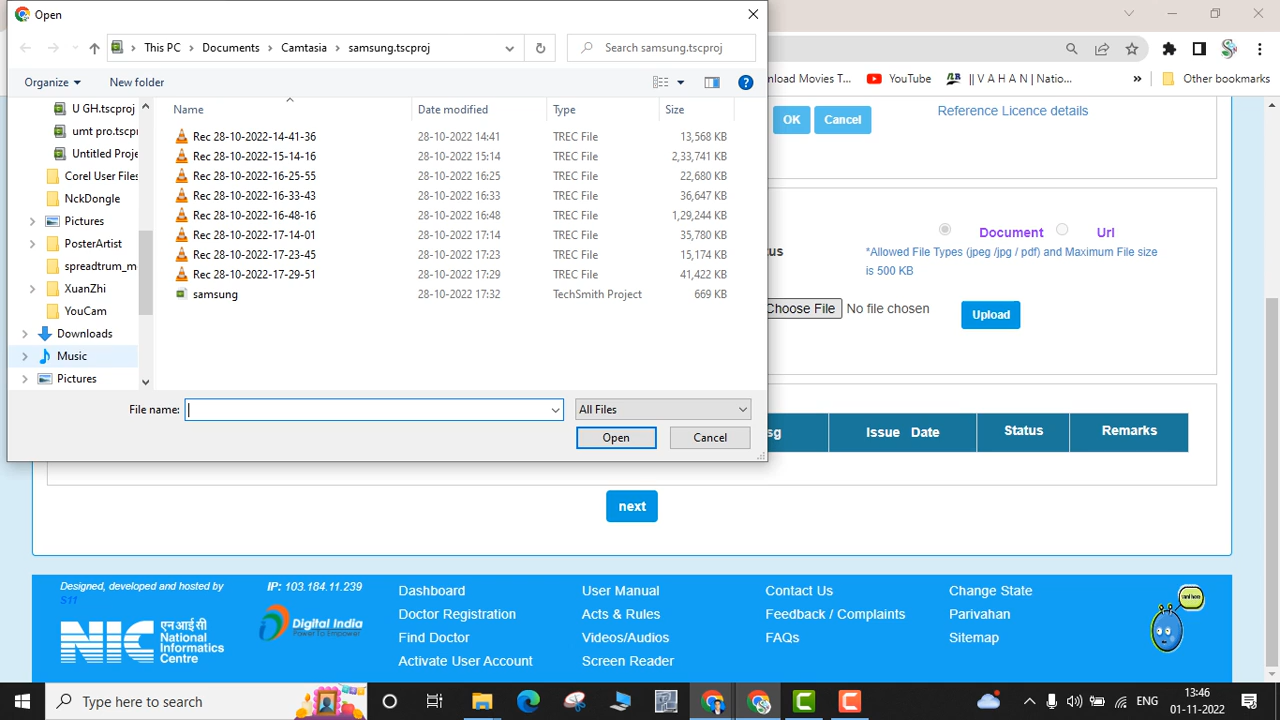 Open
This PC > Documents > Camtasia > samsung.tscproj
Search samsung.tscproj
Organize
New folder
nload Movies T...
YouTube
|| V A H A N | Natio...
»
Other bookmarks
U GH.tscproj
umt pro.tscp
Untitled Proje
Corel User Files
NckDongle
Pictures
PosterArtist
spreadtrum_m
XuanZhi
YouCam
Downloads
Music
Pictures
Name Date modified Type Size
Rec 28-10-2022-14-41-36 28-10-2022 14:41 TREC File 13,568 KB
Rec 28-10-2022-15-14-16 28-10-2022 15:14 TREC File 2,33,741 KB
Rec 28-10-2022-16-25-55 28-10-2022 16:25 TREC File 22,680 KB
Rec 28-10-2022-16-33-43 28-10-2022 16:33 TREC File 36,647 KB
Rec 28-10-2022-16-48-16 28-10-2022 16:48 TREC File 1,29,244 KB
Rec 28-10-2022-17-14-01 28-10-2022 17:14 TREC File 35,780 KB
Rec 28-10-2022-17-23-45 28-10-2022 17:23 TREC File 15,174 KB
Rec 28-10-2022-17-29-51 28-10-2022 17:29 TREC File 41,422 KB
samsung 28-10-2022 17:32 TechSmith Project 669 KB
File name:
All Files
Open
Cancel
OK
Cancel
Reference Licence details
tus
Document
Url
*Allowed File Types (jpeg /jpg / pdf) and Maximum File size
is 500 KB
Choose File No file chosen
Upload
sg Issue Date Status Remarks
next
Designed, developed and hosted by
S11
NIC
एन आई सी
National
Informatics
Centre
IP: 103.184.11.239
Digital India
Power To Empower
Dashboard
Doctor Registration
Find Doctor
Activate User Account
User Manual
Acts & Rules
Videos/Audios
Screen Reader
Contact Us
Feedback / Complaints
FAQs
Change State
Parivahan
Sitemap
Type here to search
ENG
13:46
01-11-2022